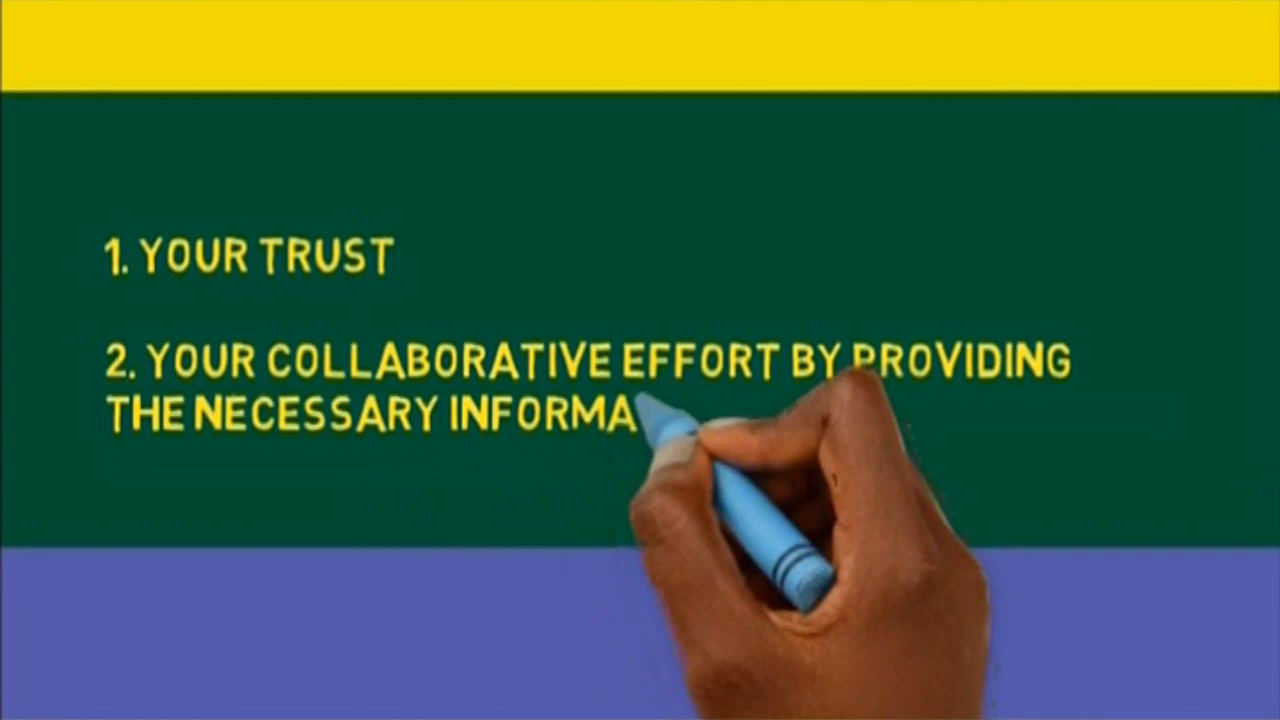 1. YOUR TRUST
2. YOUR COLLABORATIVE EFFORT BY PROVIDING
THE NECESSARY INFORMA